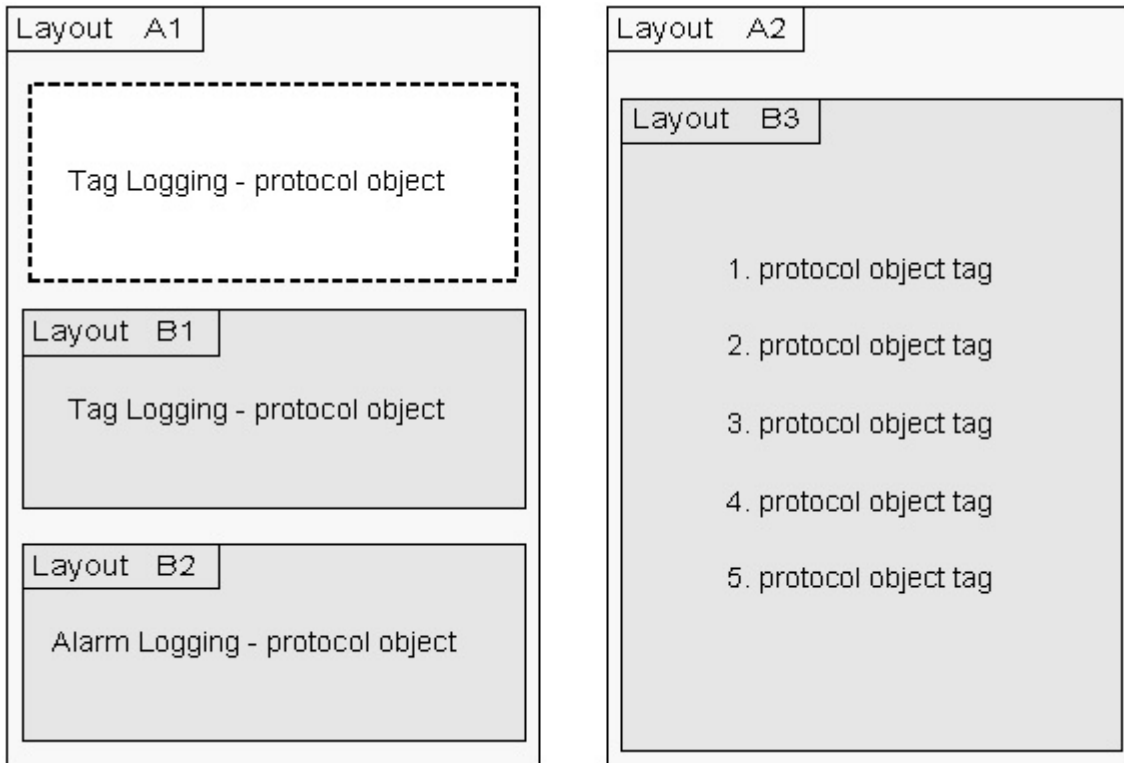 Layout A1
Tag Logging - protocol object
Layout B1
Tag Logging - protocol object
Layout B2
Alarm Logging - protocol object
Layout A2
Layout B3
1. protocol object tag
2. protocol object tag
3. protocol object tag
4. protocol object tag
5. protocol object tag